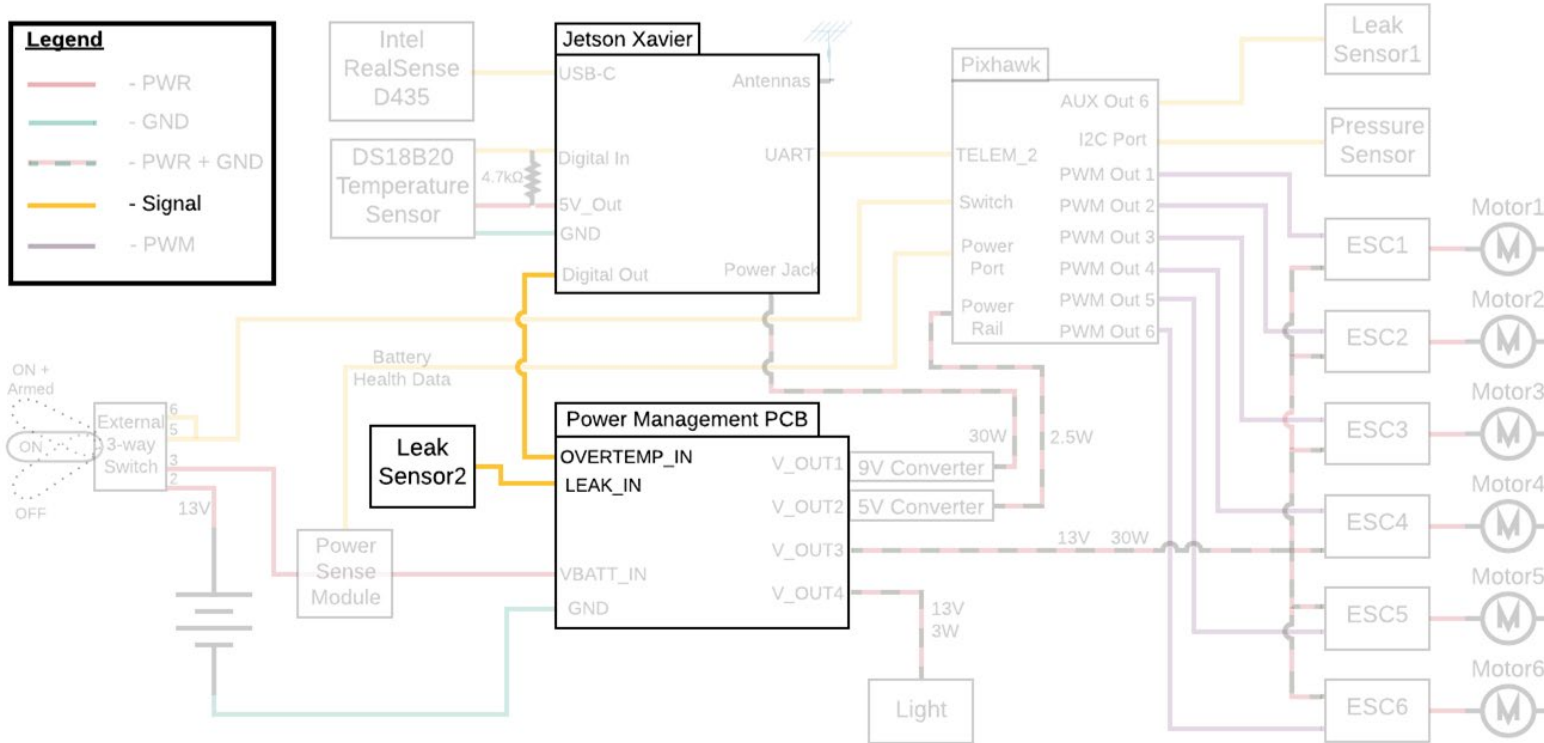 Legend
- PWR
- GND
- PWR + GND
- Signal
- PWM
Intel
RealSense
D435
DS18B20
Temperature
Sensor
4.7kΩ
Jetson Xavier
USB-C
Antennas
Digital In
UART
5V_Out
GND
Digital Out
Power Jack
Pixhawk
AUX Out 6
I2C Port
TELEM_2
PWM Out 1
Switch
PWM Out 2
Power
Port
PWM Out 3
PWM Out 4
Power
Rail
PWM Out 5
PWM Out 6
Leak
Sensor1
Pressure
Sensor
ESC1
Motor1
M
ESC2
Motor2
M
ESC3
Motor3
M
ESC4
Motor4
M
ESC5
Motor5
M
ESC6
Motor6
M
ON +
Armed
ON
OFF
External
3-way
Switch
6
5
3
2
13V
Battery
Health Data
Power
Sense
Module
Leak
Sensor2
Power Management PCB
OVERTEMP_IN
LEAK_IN
VBATT_IN
GND
V_OUT1
V_OUT2
V_OUT3
V_OUT4
9V Converter
5V Converter
30W
2.5W
13V 30W
13V
3W
Light